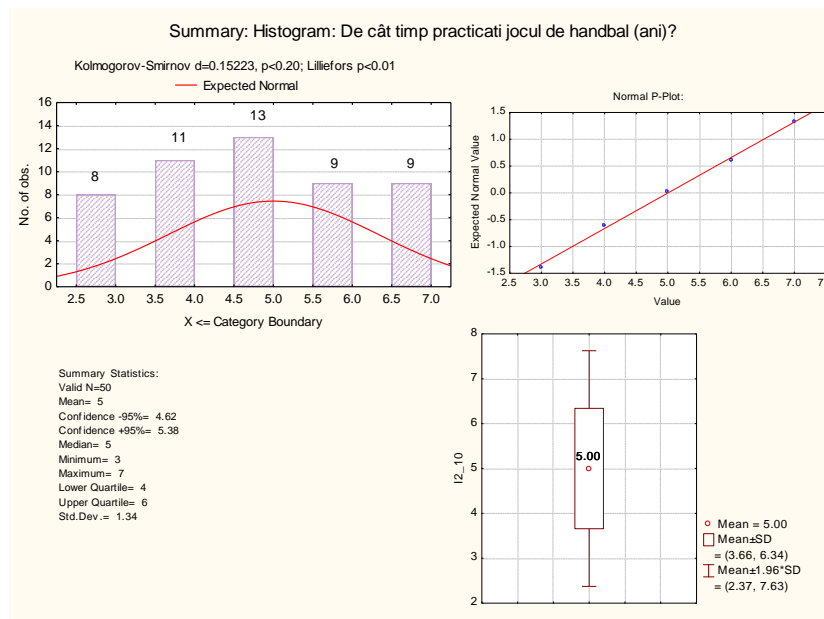 Summary: Histogram: De cât timp practicati jocul de handbal (ani)?
Kolmogorov-Smirnov d=0.15223, p<0.20; Lilliefors p<0.01
Expected Normal
No. of obs.
16
14
12
10
8
6
4
2
0
8
11
13
9
9
2.5 3.0 3.5 4.0 4.5 5.0 5.5 6.0 6.5 7.0
X <= Category Boundary
Normal P-Plot:
Expected Normal Value
1.5
1.0
0.5
0.0
-0.5
-1.0
-1.5
2.5 3.0 3.5 4.0 4.5 5.0 5.5 6.0 6.5 7.0
Value
Summary Statistics:
Valid N=50
Mean= 5
Confidence -95%= 4.62
Confidence +95%= 5.38
Median= 5
Minimum= 3
Maximum= 7
Lower Quartile= 4
Upper Quartile= 6
Std.Dev.= 1.34
I2_10
8
7
6
5
4
3
2
5.00
Mean = 5.00
Mean±SD
= (3.66, 6.34)
Mean±1.96*SD
= (2.37, 7.63)